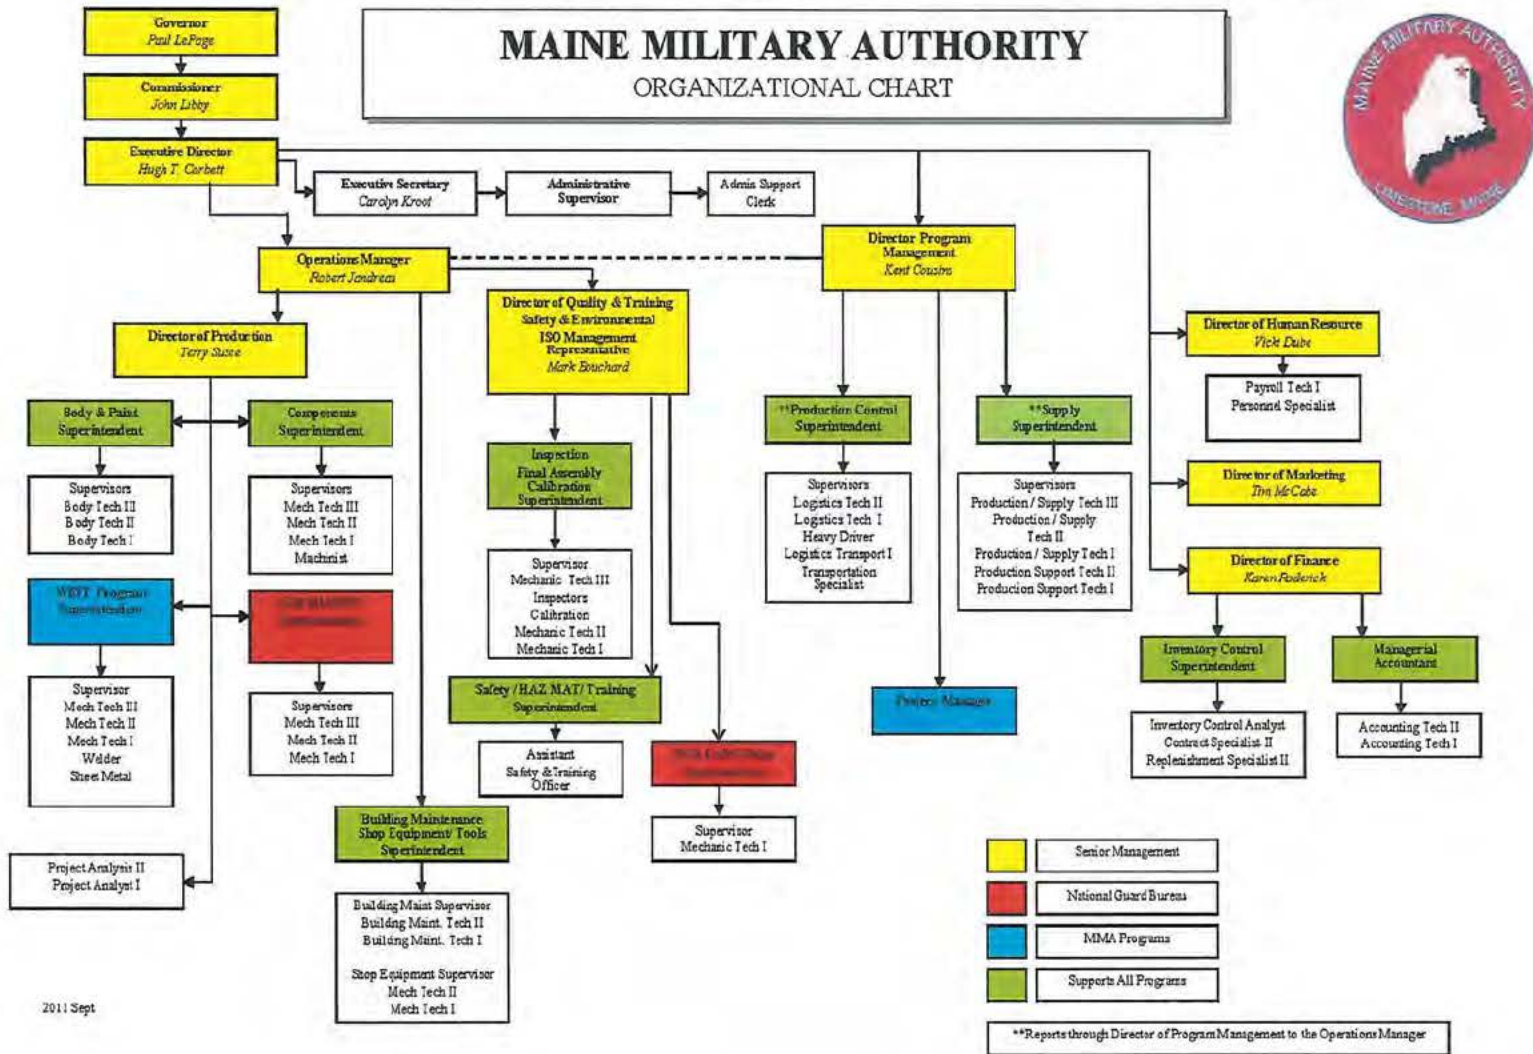 MAINE MILITARY AUTHORITY
ORGANIZATIONAL CHART
MAINE MILITARY AUTHORITY
LIMESTONE, MAINE
Governor
Paul LePage
Commissioner
John Libby
Executive Director
Hugh T. Corbett
Executive Secretary
Carolyn Kroot
Administrative
Supervisor
Admin Support
Clerk
Operations Manager
Robert Jandreau
Director Program
Management
Kent Cousins
Director of Production
Terry
Director of Quality & Training
Safety & Environmental
ISO Management
Representative
Mark Bouchard
Director of Human Resource
Vicki Dube
Payroll Tech I
Personnel Specialist
Body & Paint
Superintendent
Components
Superintendent
**Production Control
Superintendent
**Supply
Superintendent
Inspection
Final Assembly
Calibration
Superintendent
Director of Marketing
Tim McCabe
Supervisors
Body Tech III
Body Tech II
Body Tech I
Supervisors
Mech Tech III
Mech Tech II
Mech Tech I
Machinist
Supervisors
Logistics Tech II
Logistics Tech I
Heavy Driver
Logistics Transport I
Transportation
Specialist
Supervisors
Production / Supply Tech III
Production / Supply
Tech II
Production / Supply Tech I
Production Support Tech II
Production Support Tech I
Director of Finance
Karen Roderick
Supervisor
Mechanic Tech III
Inspectors
Calibration
Mechanic Tech II
Mechanic Tech I
Program
Superintendent
Inventory Control
Superintendent
Managerial
Accountant
Supervisor
Mech Tech III
Mech Tech II
Mech Tech I
Welder
Sheet Metal
Supervisors
Mech Tech III
Mech Tech II
Mech Tech I
Safety / HAZ MAT/ Training
Superintendent
Project Manager
Inventory Control Analyst
Contract Specialist II
Replenishment Specialist II
Accounting Tech II
Accounting Tech I
Assistant
Safety & Training
Officer
Building Maintenance
Shop Equipment/ Tools
Superintendent
Supervisor
Mechanic Tech I
Project Analysis II
Project Analyst I
Building Maint Supervisor
Building Maint. Tech II
Building Maint. Tech I
Shop Equipment Supervisor
Mech Tech II
Mech Tech I
Senior Management
National Guard Bureau
MMA Programs
Supports All Programs
2011 Sept
**Reports through Director of Program Management to the Operations Manager